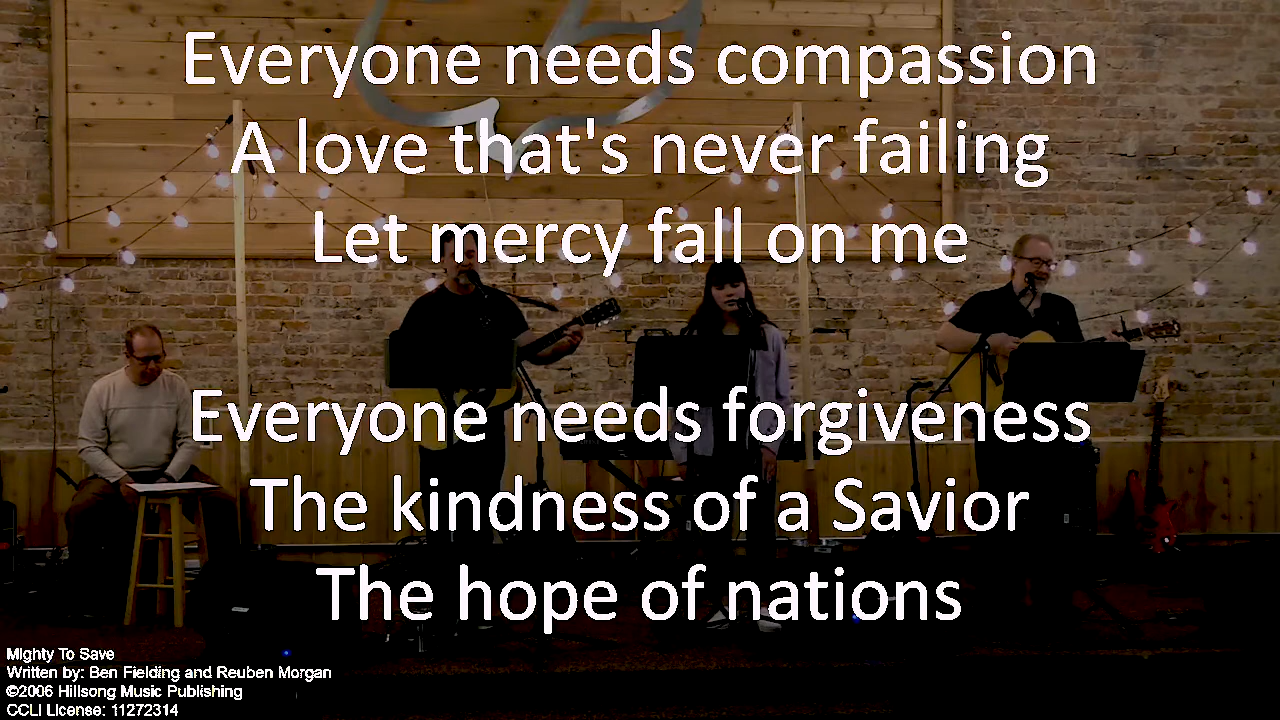 Everyone needs compassion
A love that's never failing
Let mercy fall on me
Everyone needs forgiveness
The kindness of a Savior
The hope of nations
Mighty To Save
Written by: Ben Fielding and Reuben Morgan
©2006 Hillsong Music Publishing
CCLI License: 11272314